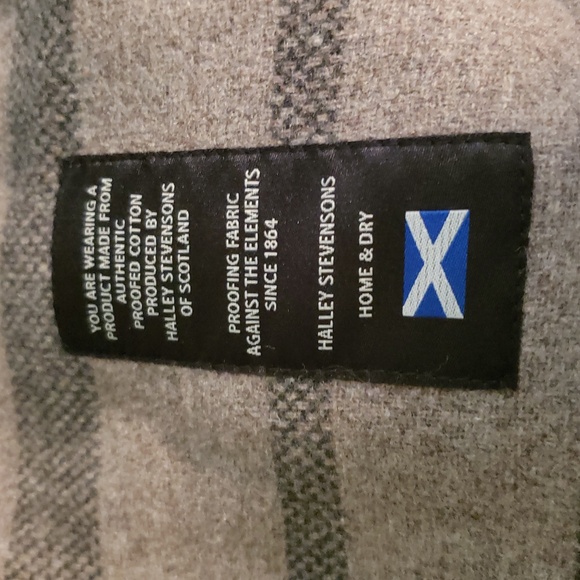 YOU ARE WEARING A
PRODUCT MADE FROM
AUTHENTIC
PROOFED COTTON
PRODUCED BY
HALLEY STEVENSONS
OF SCOTLAND
PROOFING FABRIC
AGAINST THE ELEMENTS
SINCE 1864
HALLEY STEVENSONS
HOME & DRY